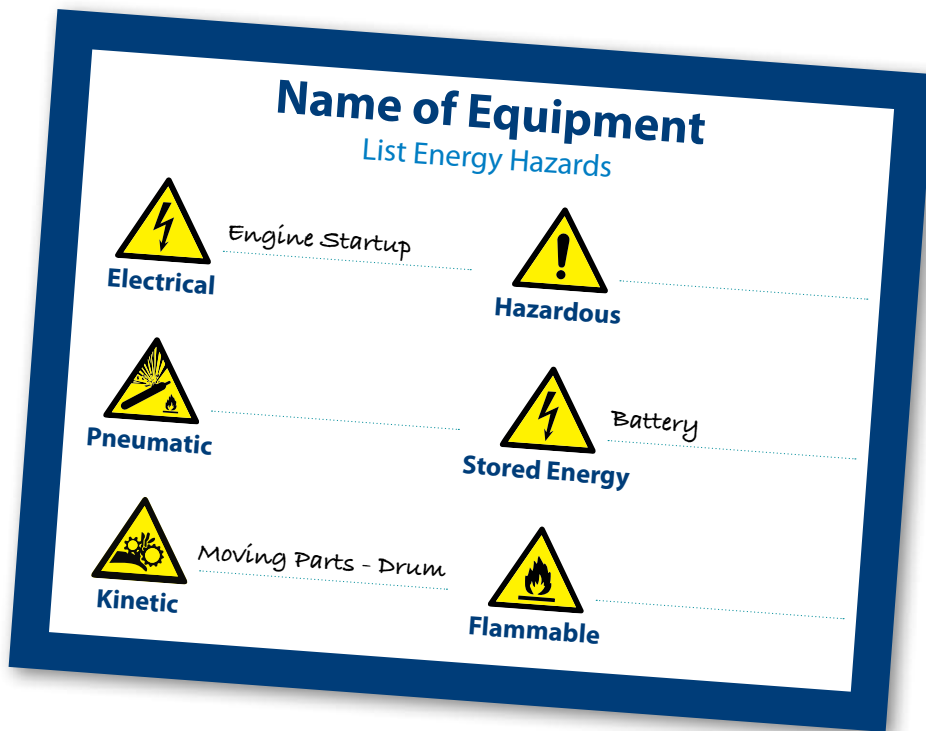 Name of Equipment
List Energy Hazards
Engine Startup
Electrical
Hazardous
Pneumatic
Battery
Stored Energy
Moving Parts - Drum
Kinetic
Flammable